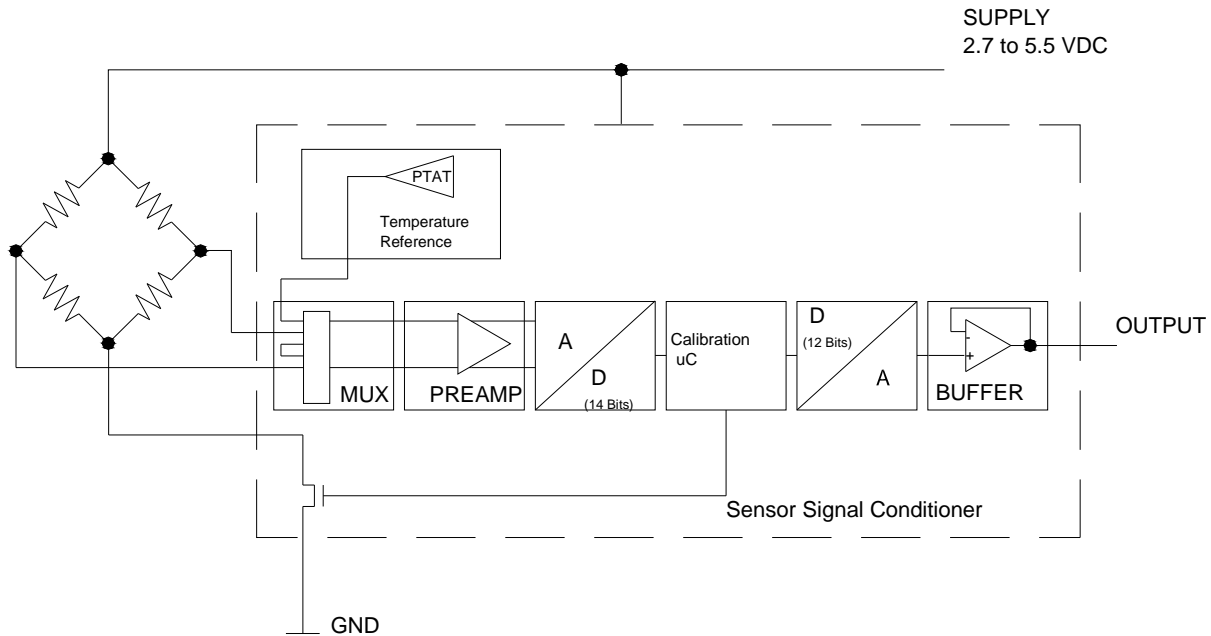 SUPPLY
2.7 to 5.5 VDC
PTAT
Temperature
Reference
MUX
PREAMP
A
D
(14 Bits)
Calibration
uC
D
(12 Bits)
A
-
+
BUFFER
OUTPUT
Sensor Signal Conditioner
GND